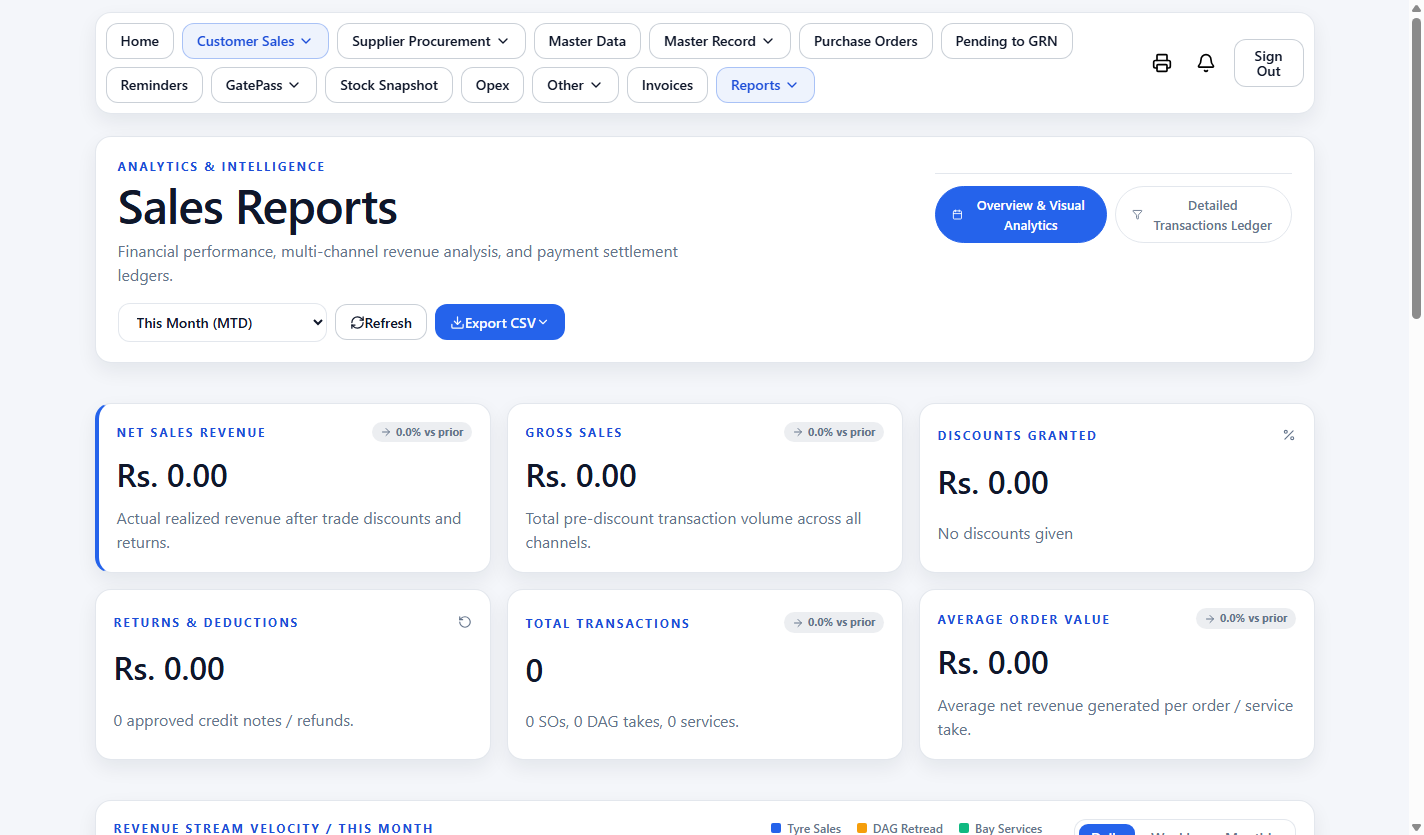 Home
Customer Sales
Supplier Procurement
Master Data
Master Record
Purchase Orders
Pending to GRN
Reminders
GatePass
Stock Snapshot
Opex
Other
Invoices
Reports
Sign
Out
ANALYTICS & INTELLIGENCE
Sales Reports
Financial performance, multi-channel revenue analysis, and payment settlement
ledgers.
This Month (MTD)
Refresh
Export CSV
Overview & Visual
Analytics
Detailed
Transactions Ledger
NET SALES REVENUE
0.0% vs prior
Rs. 0.00
Actual realized revenue after trade discounts and
returns.
GROSS SALES
0.0% vs prior
Rs. 0.00
Total pre-discount transaction volume across all
channels.
DISCOUNTS GRANTED
Rs. 0.00
No discounts given
RETURNS & DEDUCTIONS
Rs. 0.00
0 approved credit notes / refunds.
TOTAL TRANSACTIONS
0.0% vs prior
0
0 SOs, 0 DAG takes, 0 services.
AVERAGE ORDER VALUE
0.0% vs prior
Rs. 0.00
Average net revenue generated per order / service
take.
REVENUE STREAM VELOCITY / THIS MONTH
Tyre Sales
DAG Retread
Bay Services